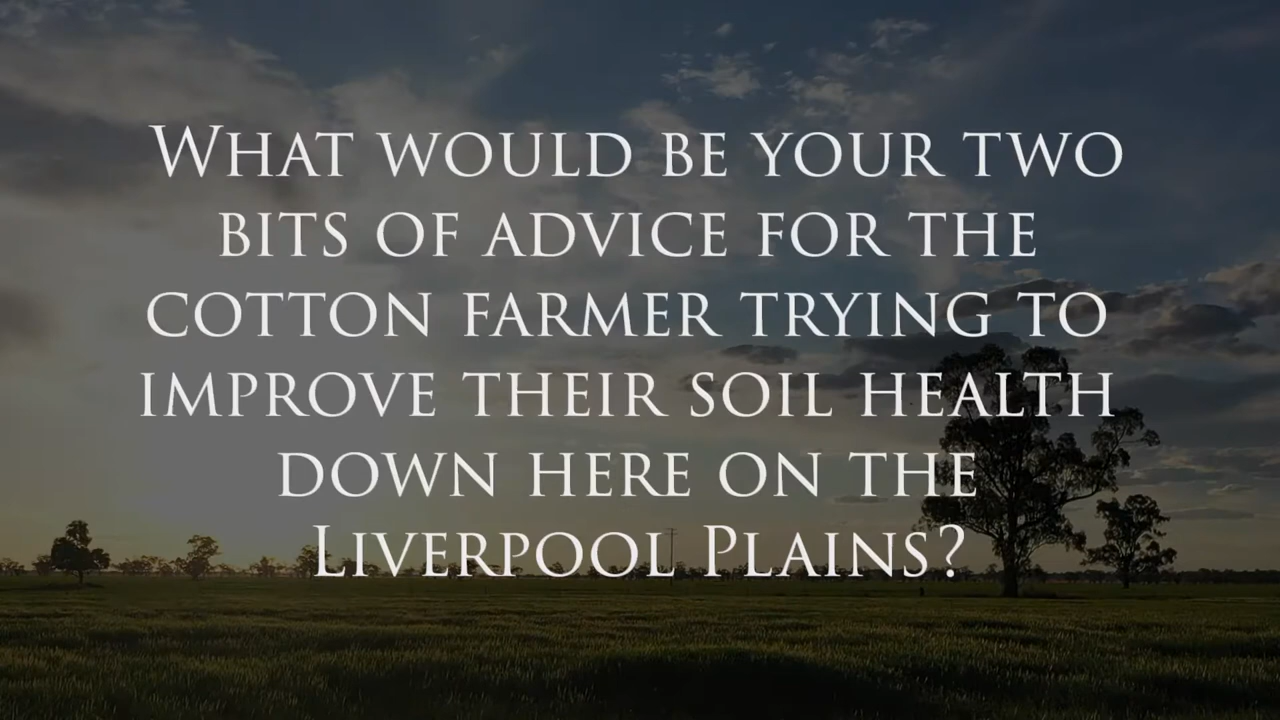 What would be your two
bits of advice for the
cotton farmer trying to
improve their soil health
down here on the
Liverpool Plains?